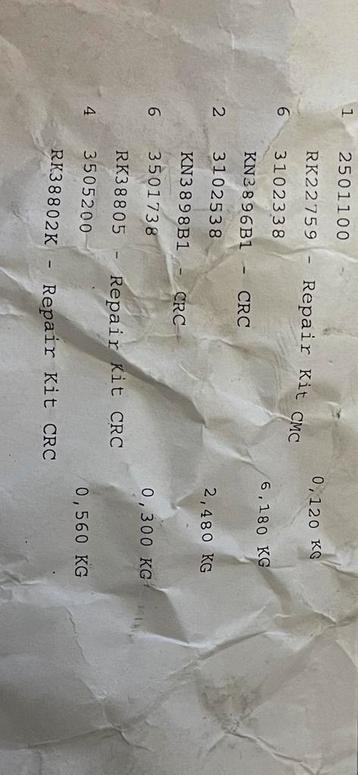 1 2501100
RK22759 - Repair Kit CMC 0,120 KG
6 3102338
KN3896B1 - CRC 6,180 KG
2 3102538
KN3898B1 - CRC 2,480 KG
6 3501738
RK38805 - Repair Kit CRC 0,300 KG
4 3505200
RK38802K - Repair Kit CRC 0,560 KG